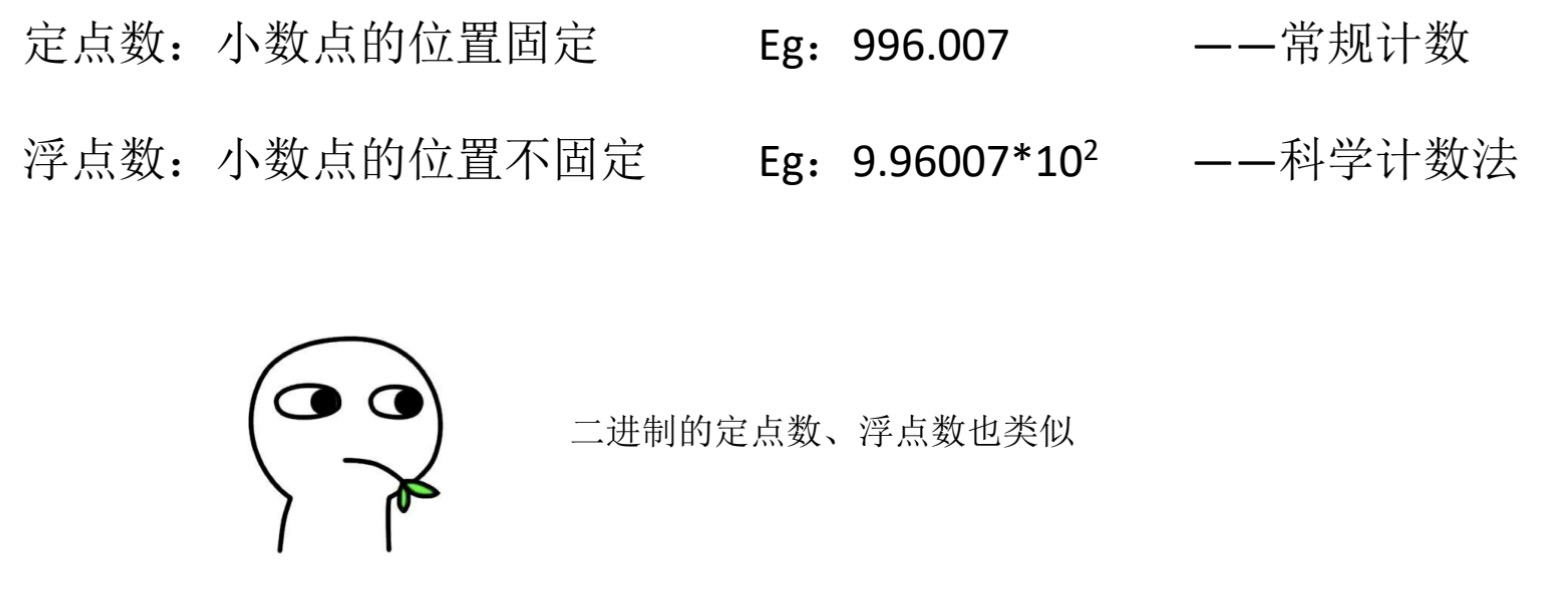 定点数：小数点的位置固定 Eg：996.007 ——常规计数
浮点数：小数点的位置不固定 Eg：9.96007*10² ——科学计数法
二进制的定点数、浮点数也类似